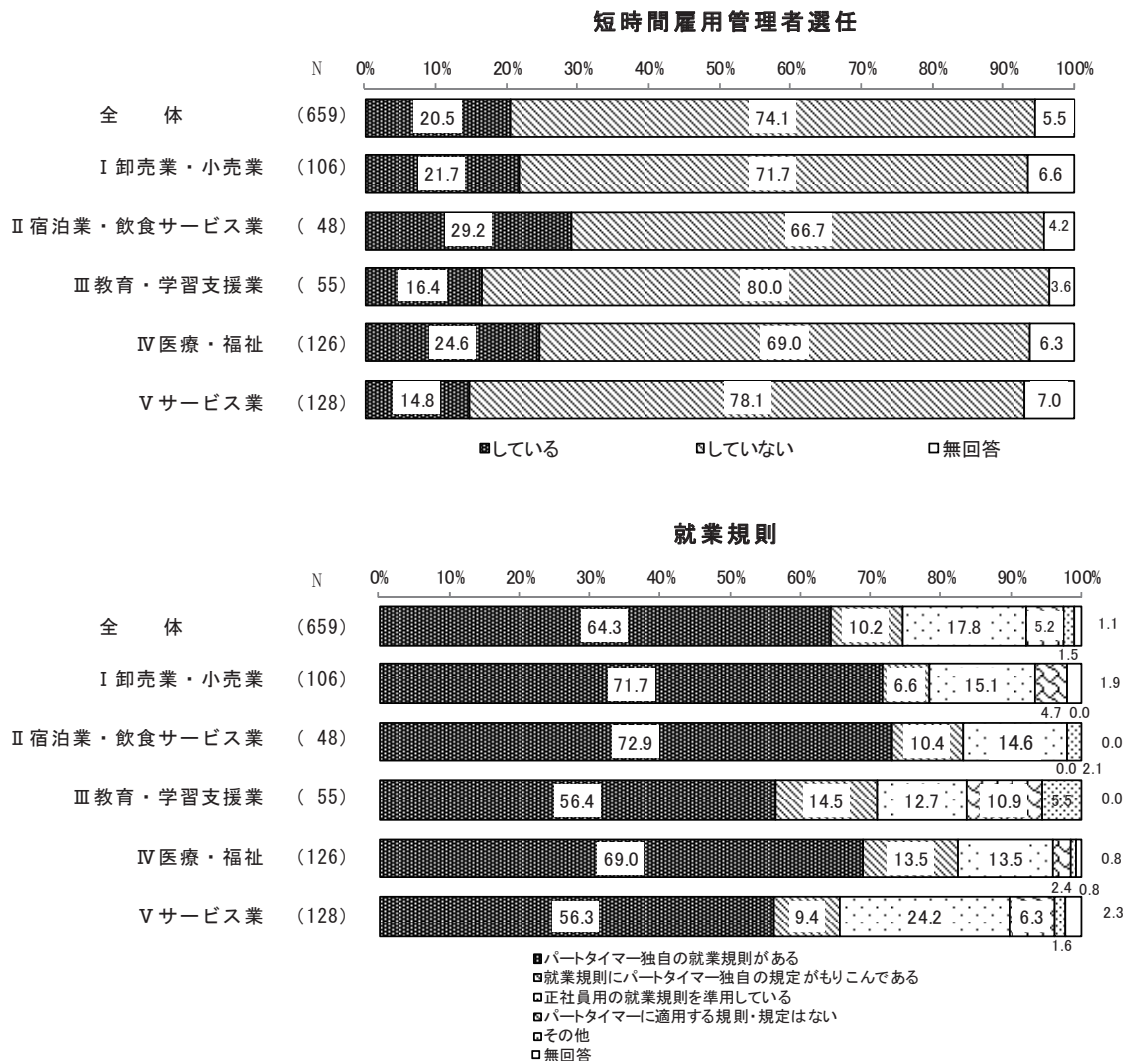 短時間雇用管理者選任
N 0% 10% 20% 30% 40% 50% 60% 70% 80% 90% 100%
全 体 (659) 20.5 74.1 5.5
Ⅰ卸売業・小売業 (106) 21.7 71.7 6.6
Ⅱ宿泊業・飲食サービス業 ( 48) 29.2 66.7 4.2
Ⅲ教育・学習支援業 ( 55) 16.4 80.0 3.6
Ⅳ医療・福祉 (126) 24.6 69.0 6.3
Ⅴサービス業 (128) 14.8 78.1 7.0
している していない 無回答
就業規則
N 0% 10% 20% 30% 40% 50% 60% 70% 80% 90% 100%
全 体 (659) 64.3 10.2 17.8 5.2 1.1
1.5
Ⅰ卸売業・小売業 (106) 71.7 6.6 15.1 1.9
4.7 0.0
Ⅱ宿泊業・飲食サービス業 ( 48) 72.9 10.4 14.6 0.0
0.0 2.1
Ⅲ教育・学習支援業 ( 55) 56.4 14.5 12.7 10.9 5.5 0.0
Ⅳ医療・福祉 (126) 69.0 13.5 13.5 0.8
2.4 0.8
Ⅴサービス業 (128) 56.3 9.4 24.2 6.3 2.3
1.6
パートタイマー独自の就業規則がある
就業規則にパートタイマー独自の規定がもりこんである
正社員用の就業規則を準用している
パートタイマーに適用する規則・規定はない
その他
無回答